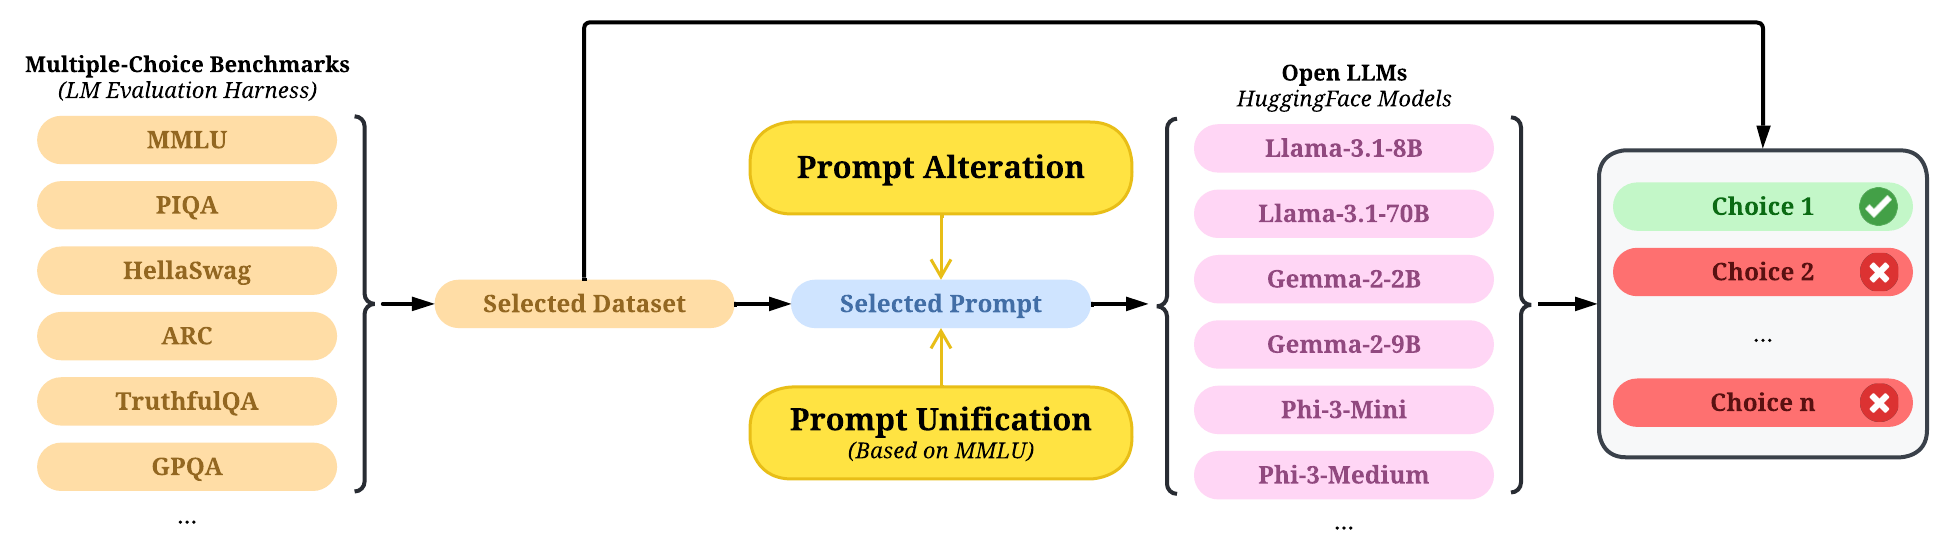 Multiple-Choice Benchmarks
(LM Evaluation Harness)
MMLU
PIQA
HellaSwag
ARC
TruthfulQA
GPQA
...
Selected Dataset
Prompt Alteration
Selected Prompt
Prompt Unification
(Based on MMLU)
Open LLMs
HuggingFace Models
Llama-3.1-8B
Llama-3.1-70B
Gemma-2-2B
Gemma-2-9B
Phi-3-Mini
Phi-3-Medium
...
Choice 1
Choice 2
...
Choice n